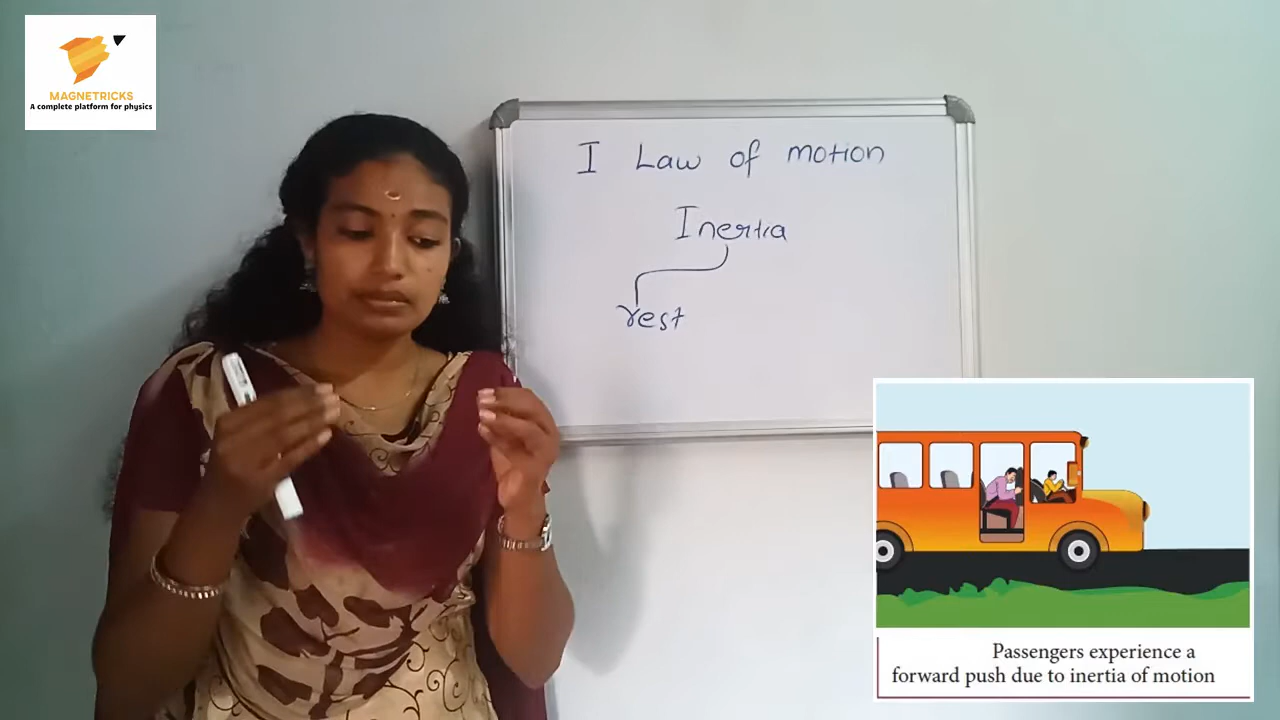 MAGNETRICKS
A complete platform for physics
I Law of motion
Inertia
rest
Passengers experience a
forward push due to inertia of motion